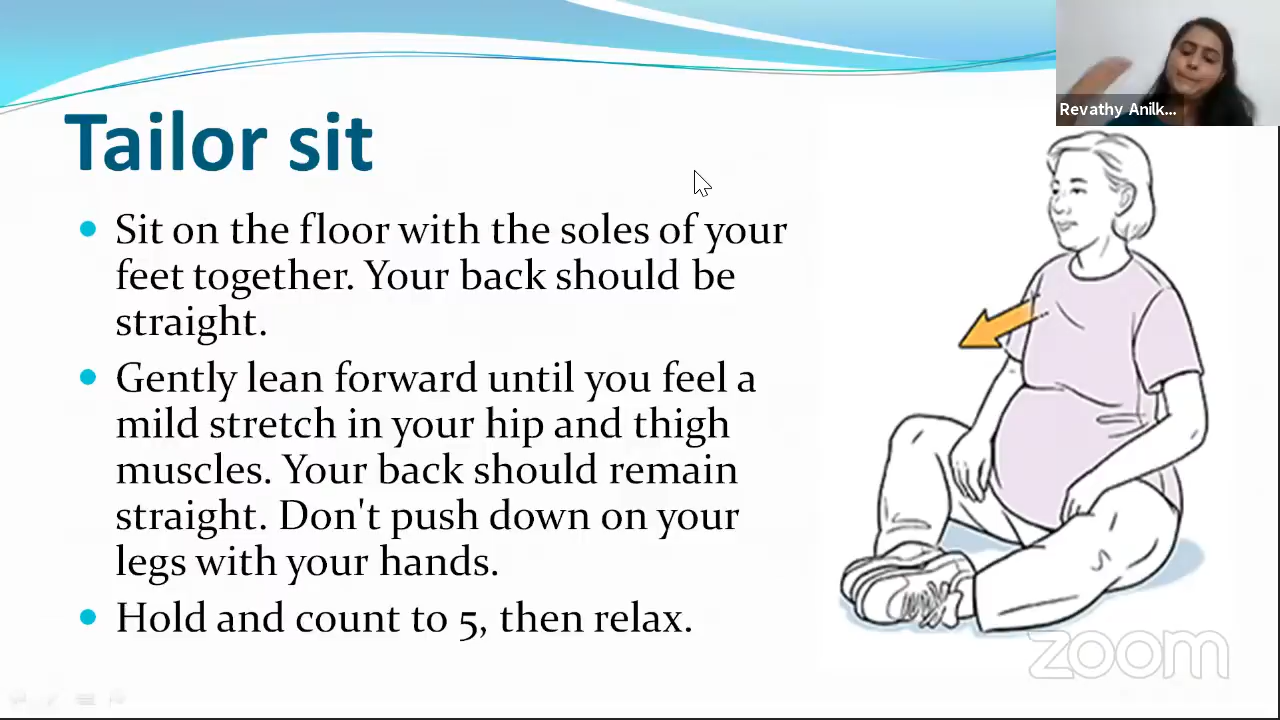 Revathy Anilk...
Tailor sit
Sit on the floor with the soles of your
feet together. Your back should be
straight.
Gently lean forward until you feel a
mild stretch in your hip and thigh
muscles. Your back should remain
straight. Don't push down on your
legs with your hands.
Hold and count to 5, then relax.
zoom